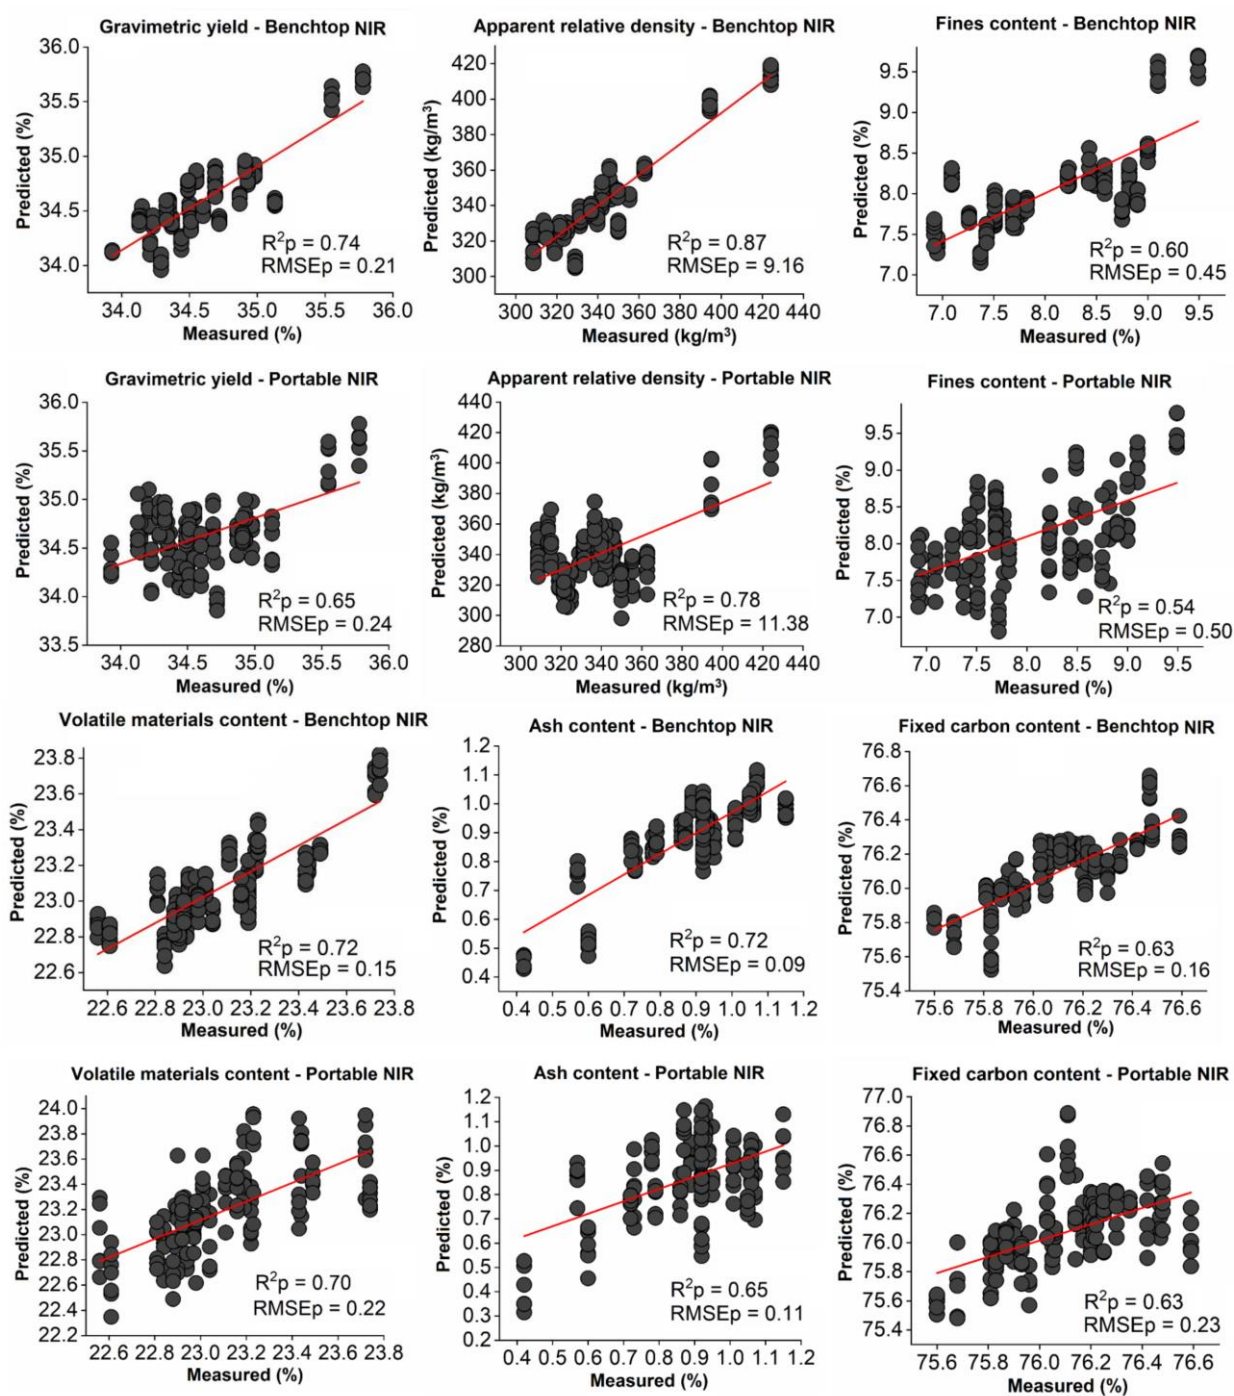 Gravimetric yield - Benchtop NIR
Predicted (%)
36.0
35.5
35.0
34.5
34.0
R²p = 0.74
RMSEp = 0.21
34.0 34.5 35.0 35.5 36.0
Measured (%)
Apparent relative density - Benchtop NIR
Predicted (kg/m³)
420
400
380
360
340
320
300
R²p = 0.87
RMSEp = 9.16
300 320 340 360 380 400 420 440
Measured (kg/m³)
Fines content - Benchtop NIR
Predicted (%)
9.5
9.0
8.5
8.0
7.5
7.0
R²p = 0.60
RMSEp = 0.45
7.0 7.5 8.0 8.5 9.0 9.5
Measured (%)
Gravimetric yield - Portable NIR
Predicted (%)
36.0
35.5
35.0
34.5
34.0
33.5
R²p = 0.65
RMSEp = 0.24
34.0 34.5 35.0 35.5 36.0
Measured (%)
Apparent relative density - Portable NIR
Predicted (kg/m³)
440
420
400
380
360
340
320
300
280
R²p = 0.78
RMSEp = 11.38
300 320 340 360 380 400 420 440
Measured (kg/m³)
Fines content - Portable NIR
Predicted (%)
9.5
9.0
8.5
8.0
7.5
7.0
R²p = 0.54
RMSEp = 0.50
7.0 7.5 8.0 8.5 9.0 9.5
Measured (%)
Volatile materials content - Benchtop NIR
Predicted (%)
23.8
23.6
23.4
23.2
23.0
22.8
22.6
R²p = 0.72
RMSEp = 0.15
22.6 22.8 23.0 23.2 23.4 23.6 23.8
Measured (%)
Ash content - Benchtop NIR
Predicted (%)
1.2
1.1
1.0
0.9
0.8
0.7
0.6
0.5
0.4
R²p = 0.72
RMSEp = 0.09
0.4 0.5 0.6 0.7 0.8 0.9 1.0 1.1 1.2
Measured (%)
Fixed carbon content - Benchtop NIR
Predicted (%)
76.8
76.6
76.4
76.2
76.0
75.8
75.6
75.4
R²p = 0.63
RMSEp = 0.16
75.6 75.8 76.0 76.2 76.4 76.6
Measured (%)
Volatile materials content - Portable NIR
Predicted (%)
24.0
23.8
23.6
23.4
23.2
23.0
22.8
22.6
22.4
22.2
R²p = 0.70
RMSEp = 0.22
22.6 22.8 23.0 23.2 23.4 23.6 23.8
Measured (%)
Ash content - Portable NIR
Predicted (%)
1.2
1.1
1.0
0.9
0.8
0.7
0.6
0.5
0.4
0.3
0.2
R²p = 0.65
RMSEp = 0.11
0.4 0.5 0.6 0.7 0.8 0.9 1.0 1.1 1.2
Measured (%)
Fixed carbon content - Portable NIR
Predicted (%)
77.0
76.8
76.6
76.4
76.2
76.0
75.8
75.6
75.4
R²p = 0.63
RMSEp = 0.23
75.6 75.8 76.0 76.2 76.4 76.6
Measured (%)